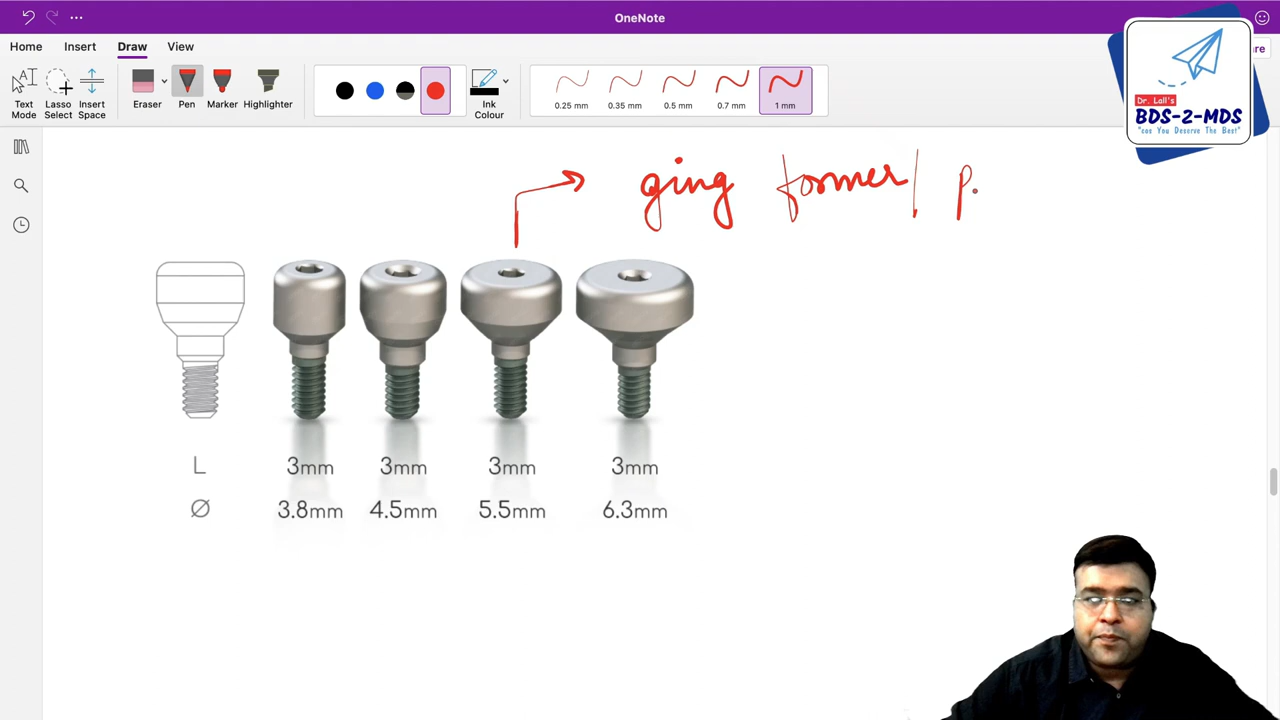 OneNote
Home Insert Draw View
Text Mode
Lasso Select
Insert Space
Eraser
Pen
Marker
Highlighter
Ink Colour
0.25 mm
0.35 mm
0.5 mm
0.7 mm
1 mm
Dr. Lall's
BDS-2-MDS
"cos You Deserve The Best"
ging former / p
L 3mm 3mm 3mm 3mm
Ø 3.8mm 4.5mm 5.5mm 6.3mm